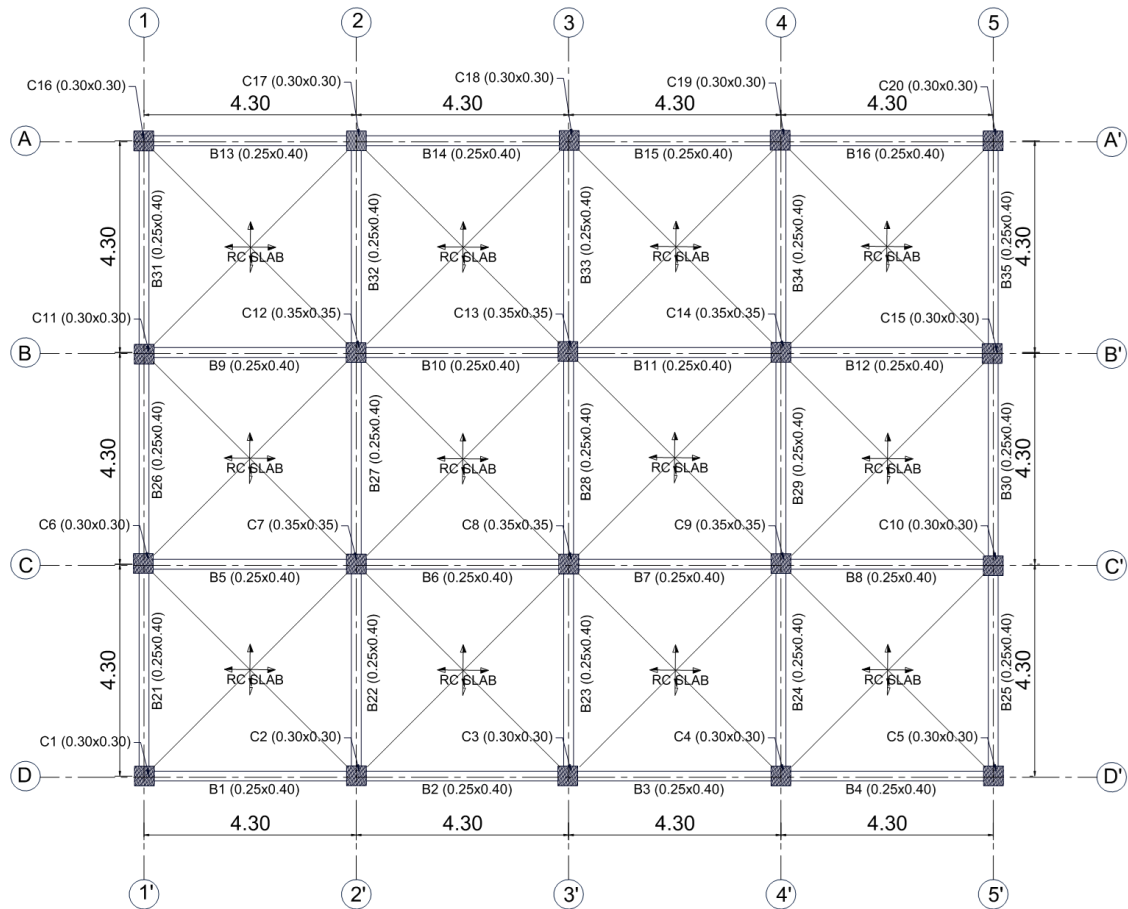 1 2 3 4 5
C16 (0.30x0.30) C17 (0.30x0.30) C18 (0.30x0.30) C19 (0.30x0.30) C20 (0.30x0.30)
4.30 4.30 4.30 4.30
A A'
B13 (0.25x0.40) B14 (0.25x0.40) B15 (0.25x0.40) B16 (0.25x0.40)
4.30 B31 (0.25x0.40) B32 (0.25x0.40) B33 (0.25x0.40) B34 (0.25x0.40) B35 (0.25x0.40) 4.30
RC SLAB RC SLAB RC SLAB RC SLAB
C11 (0.30x0.30) C12 (0.35x0.35) C13 (0.35x0.35) C14 (0.35x0.35) C15 (0.30x0.30)
B B'
B9 (0.25x0.40) B10 (0.25x0.40) B11 (0.25x0.40) B12 (0.25x0.40)
4.30 B26 (0.25x0.40) B27 (0.25x0.40) B28 (0.25x0.40) B29 (0.25x0.40) B30 (0.25x0.40) 4.30
RC SLAB RC SLAB RC SLAB RC SLAB
C6 (0.30x0.30) C7 (0.35x0.35) C8 (0.35x0.35) C9 (0.35x0.35) C10 (0.30x0.30)
C C'
B5 (0.25x0.40) B6 (0.25x0.40) B7 (0.25x0.40) B8 (0.25x0.40)
4.30 B21 (0.25x0.40) B22 (0.25x0.40) B23 (0.25x0.40) B24 (0.25x0.40) B25 (0.25x0.40) 4.30
RC SLAB RC SLAB RC SLAB RC SLAB
C1 (0.30x0.30) C2 (0.30x0.30) C3 (0.30x0.30) C4 (0.30x0.30) C5 (0.30x0.30)
D D'
B1 (0.25x0.40) B2 (0.25x0.40) B3 (0.25x0.40) B4 (0.25x0.40)
4.30 4.30 4.30 4.30
1' 2' 3' 4' 5'